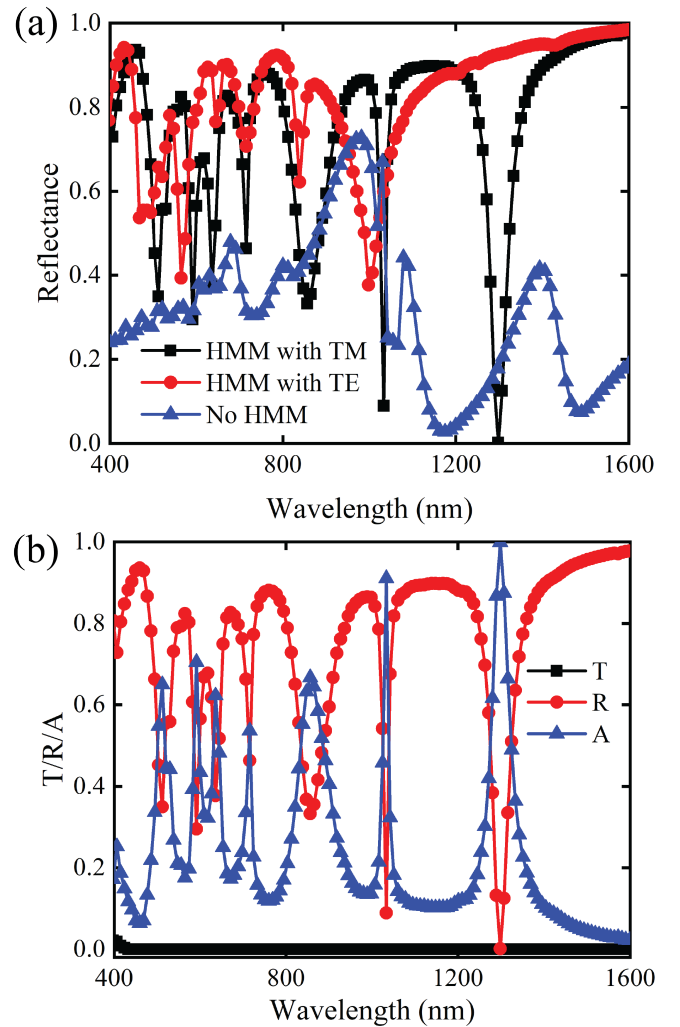 (a)
1.0
0.8
0.6
0.4
0.2
0.0
Reflectance
HMM with TM
HMM with TE
No HMM
400
800
1200
1600
Wavelength (nm)
(b)
1.0
0.8
0.6
0.4
0.2
0.0
T/R/A
T
R
A
400
800
1200
1600
Wavelength (nm)